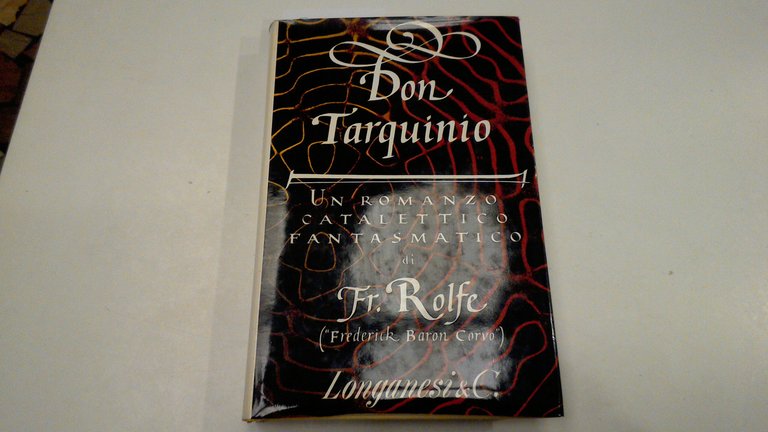 Don
Tarquinio
UN ROMANZO
CATALETTICO
FANTASMATICO
di
Fr. Rolfe
("Frederick Baron Corvo")
Longanesi & C.